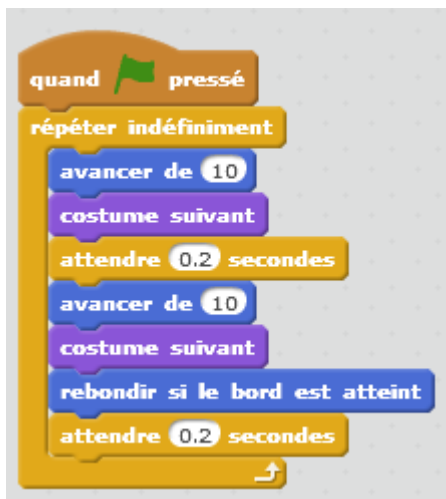 quand pressé
répéter indéfiniment
avancer de 10
costume suivant
attendre 0.2 secondes
avancer de 10
costume suivant
rebondir si le bord est atteint
attendre 0.2 secondes